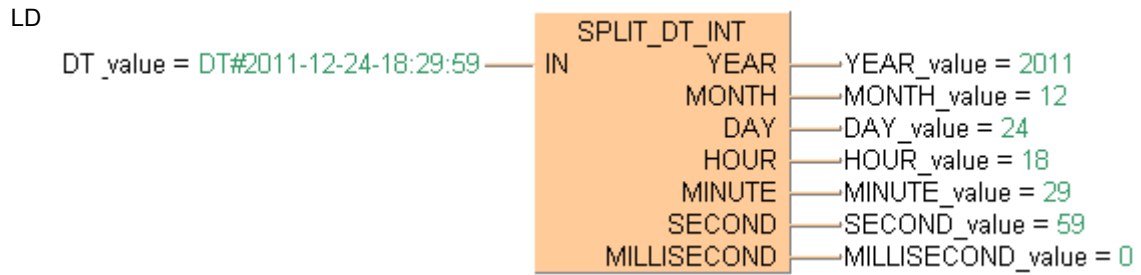 LD
SPLIT_DT_INT
DT_value = DT#2011-12-24-18:29:59 IN YEAR YEAR_value = 2011
MONTH MONTH_value = 12
DAY DAY_value = 24
HOUR HOUR_value = 18
MINUTE MINUTE_value = 29
SECOND SECOND_value = 59
MILLISECOND MILLISECOND_value = 0